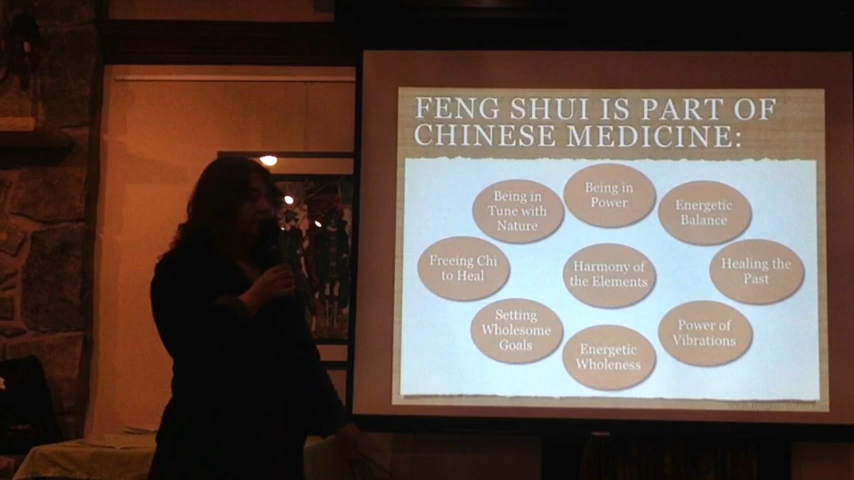 FENG SHUI IS PART OF
CHINESE MEDICINE:
Being in
Power
Being in
Tune with
Nature
Energetic
Balance
Freeing Chi
to Heal
Harmony of
the Elements
Healing the
Past
Setting
Wholesome
Goals
Power of
Vibrations
Energetic
Wholeness